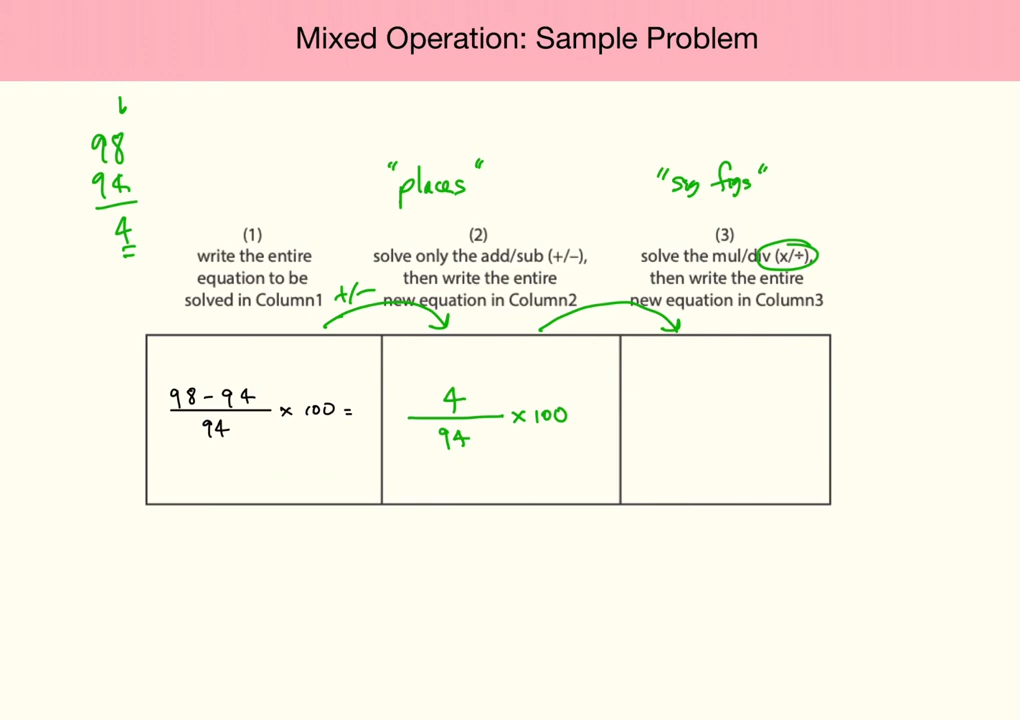 Mixed Operation: Sample Problem
98
94
4
"places"
"sig figs"
(1)
write the entire
equation to be
solved in Column1
+/−
(2)
solve only the add/sub (+/−),
then write the entire
new equation in Column2
(3)
solve the mul/div (x/÷),
then write the entire
new equation in Column3
98 - 94
94
× 100 =
4
94
× 100